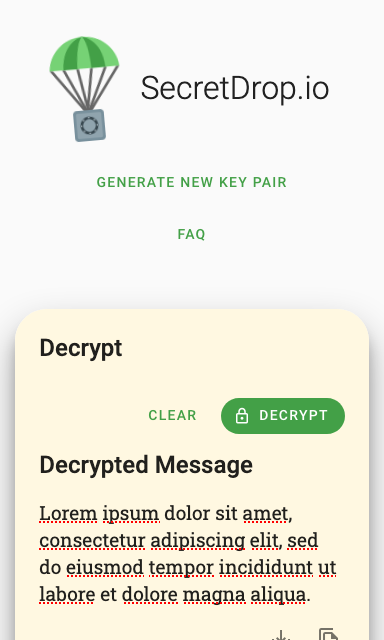 SecretDrop.io
GENERATE NEW KEY PAIR
FAQ
Decrypt
CLEAR DECRYPT
Decrypted Message
Lorem ipsum dolor sit amet,
consectetur adipiscing elit, sed
do eiusmod tempor incididunt ut
labore et dolore magna aliqua.